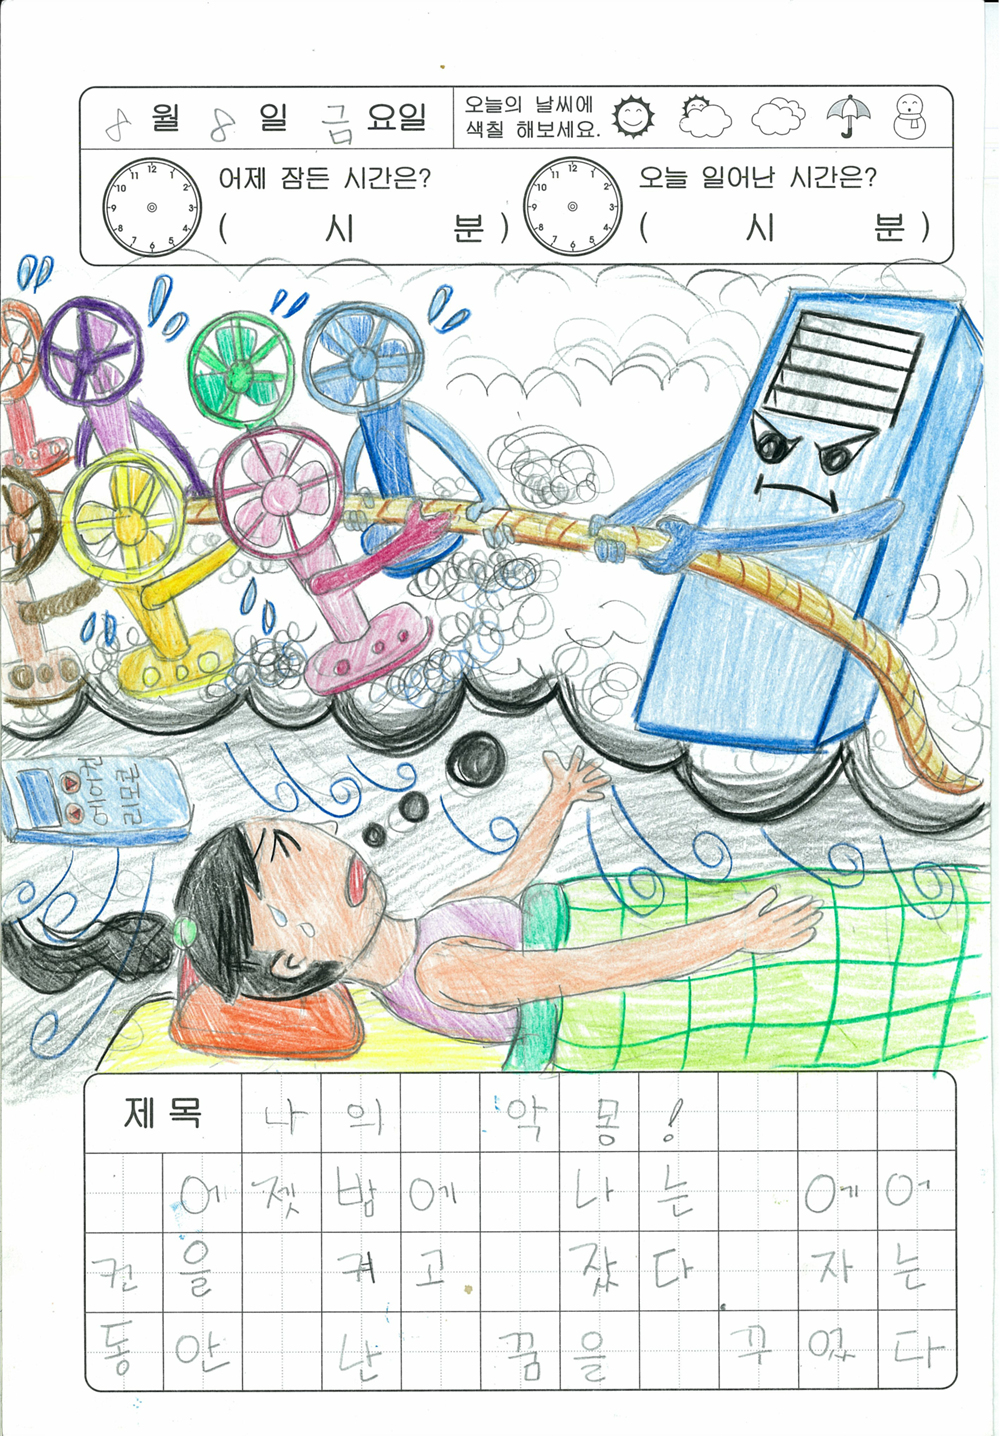 8월 8일 금요일 오늘의 날씨에
색칠 해보세요.
어제 잠든 시간은? 오늘 일어난 시간은?
( 시 분 ) ( 시 분 )
에어컨
리모콘
제목 나의 악몽!
에젯밤에 나는 에어
컨을 켜고 잤다 자는
동안 난 꿈을 꾸었다